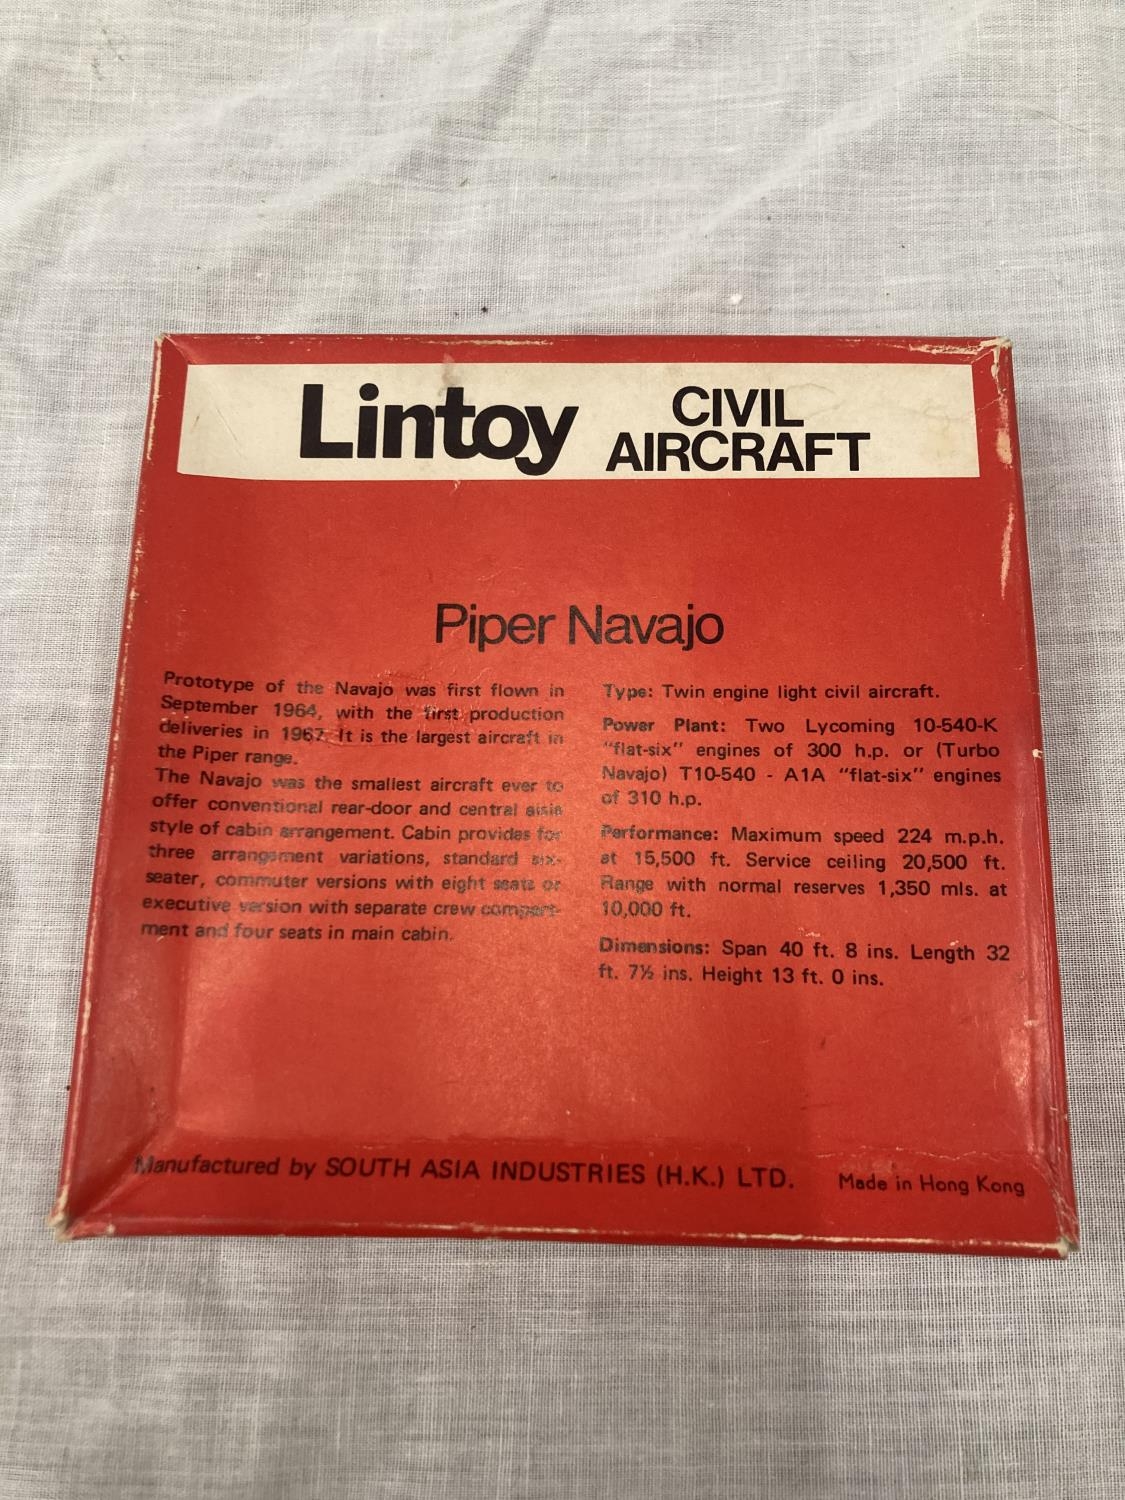 Lintoy CIVIL
AIRCRAFT
Piper Navajo
Prototype of the Navajo was first flown in
September 1964, with the first production
deliveries in 1967. It is the largest aircraft in
the Piper range.
The Navajo was the smallest aircraft ever to
offer conventional rear-door and central aisle
style of cabin arrangement. Cabin provides for
three arrangement variations, standard six-
seater, commuter versions with eight seats or
executive version with separate crew compart-
ment and four seats in main cabin.
Type: Twin engine light civil aircraft.
Power Plant: Two Lycoming 10-540-K
"flat-six" engines of 300 h.p. or (Turbo
Navajo) T10-540 - A1A "flat-six" engines
of 310 h.p.
Performance: Maximum speed 224 m.p.h.
at 15,500 ft. Service ceiling 20,500 ft.
Range with normal reserves 1,350 mls. at
10,000 ft.
Dimensions: Span 40 ft. 8 ins. Length 32
ft. 7½ ins. Height 13 ft. 0 ins.
Manufactured by SOUTH ASIA INDUSTRIES (H.K.) LTD. Made in Hong Kong